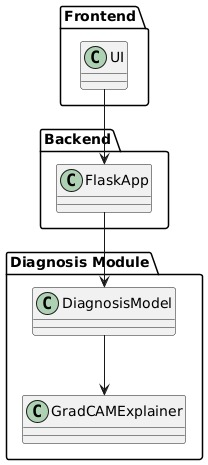 Frontend
C UI
Backend
C FlaskApp
Diagnosis Module
C DiagnosisModel
C GradCAMExplainer